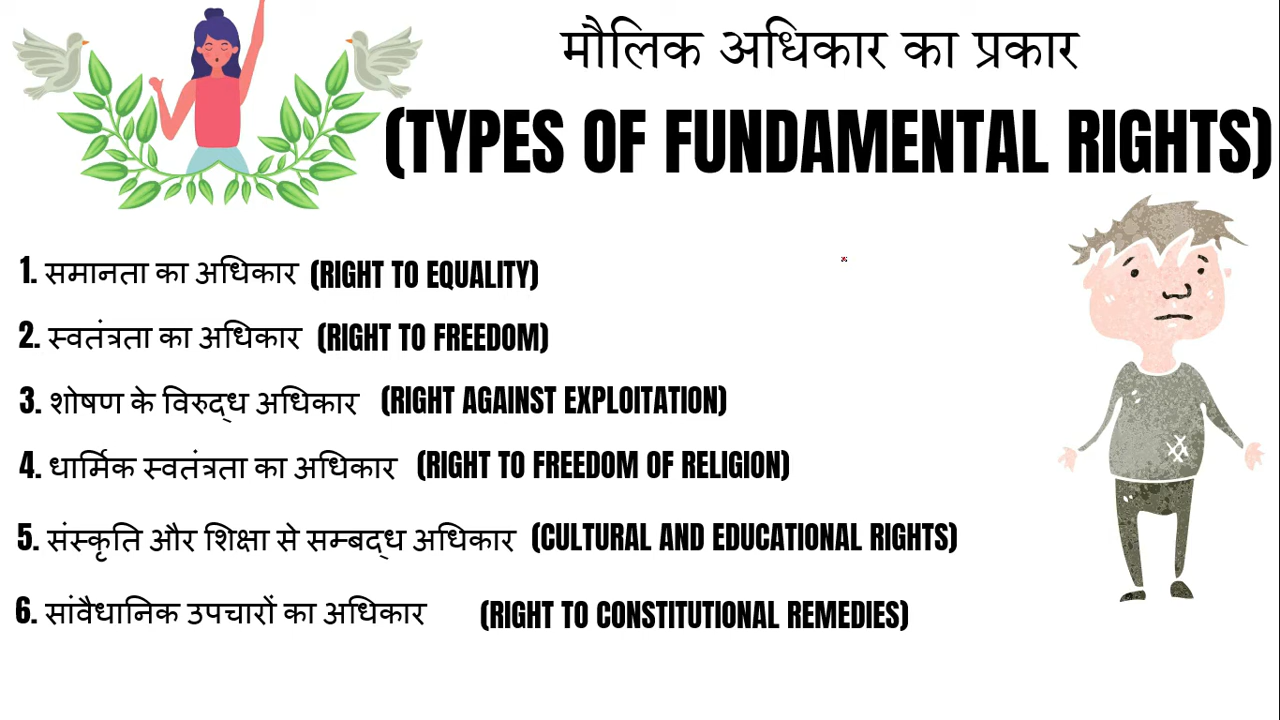 मौलिक अधिकार का प्रकार
(TYPES OF FUNDAMENTAL RIGHTS)
1. समानता का अधिकार (RIGHT TO EQUALITY)
2. स्वतंत्रता का अधिकार (RIGHT TO FREEDOM)
3. शोषण के विरुद्ध अधिकार (RIGHT AGAINST EXPLOITATION)
4. धार्मिक स्वतंत्रता का अधिकार (RIGHT TO FREEDOM OF RELIGION)
5. संस्कृति और शिक्षा से सम्बद्ध अधिकार (CULTURAL AND EDUCATIONAL RIGHTS)
6. सांवैधानिक उपचारों का अधिकार (RIGHT TO CONSTITUTIONAL REMEDIES)